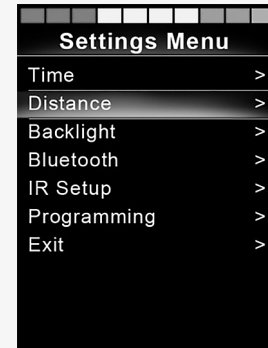 Settings Menu
Time >
Distance >
Backlight >
Bluetooth >
IR Setup >
Programming >
Exit >